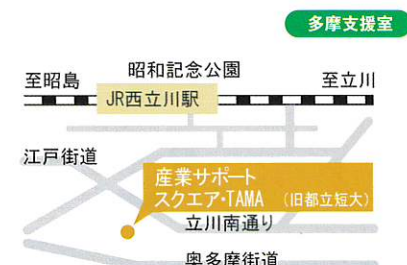 多摩支援室
昭和記念公園
至昭島
至立川
JR西立川駅
江戸街道
産業サポート
スクエア・TAMA （旧都立短大）
立川南通り
奥多摩街道